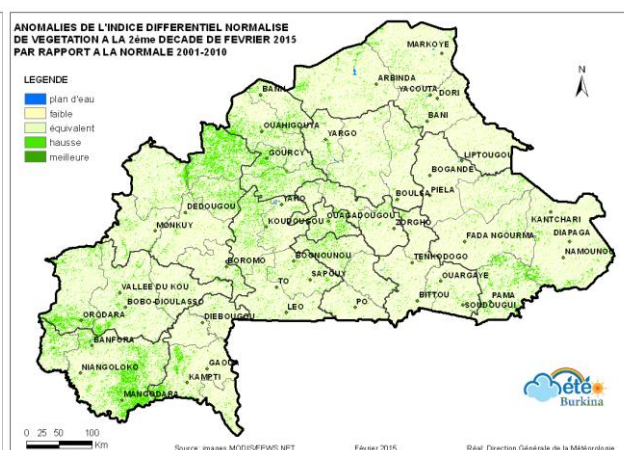 ANOMALIES DE L'INDICE DIFFERENTIEL NORMALISE
DE VEGETATION A LA 2éme DECADE DE FEVRIER 2015
PAR RAPPORT A LA NORMALE 2001-2010
LEGENDE
plan d'eau
faible
équivalent
hausse
meilleure
N
MARKOYE
ARBINDA
YACOUTA
DORI
BANH
BANI
OUAHIGOUYA
YARGO
GOURCY
LIPTOUGOU
BOGANDE
PIELA
YAKO
BOULSA
DEDOUGOU
KOUDOUGOU
OUAGADOUGOU
ZORGHO
KANTCHARI
MONKUY
FADA NGOURMA
DIAPAGA
NAMOUNOU
BOROMO
BOGNOUNOU
TENKODOGO
SAPOUY
OUARGAYE
VALLEE DU KOU
TO
BOBO-DIOULASSO
LEO
PO
BITTOU
PAMA
SOUDOUGUI
ORODARA
DIEBOUGOU
BANFORA
GAOUA
NIANGOLOKO
KAMPTI
MANGODARA
météo
Burkina
0 25 50 100
Km
Source: images MODIS/FEWS NET Février 2015 Réal: Direction Générale de la Météorologie